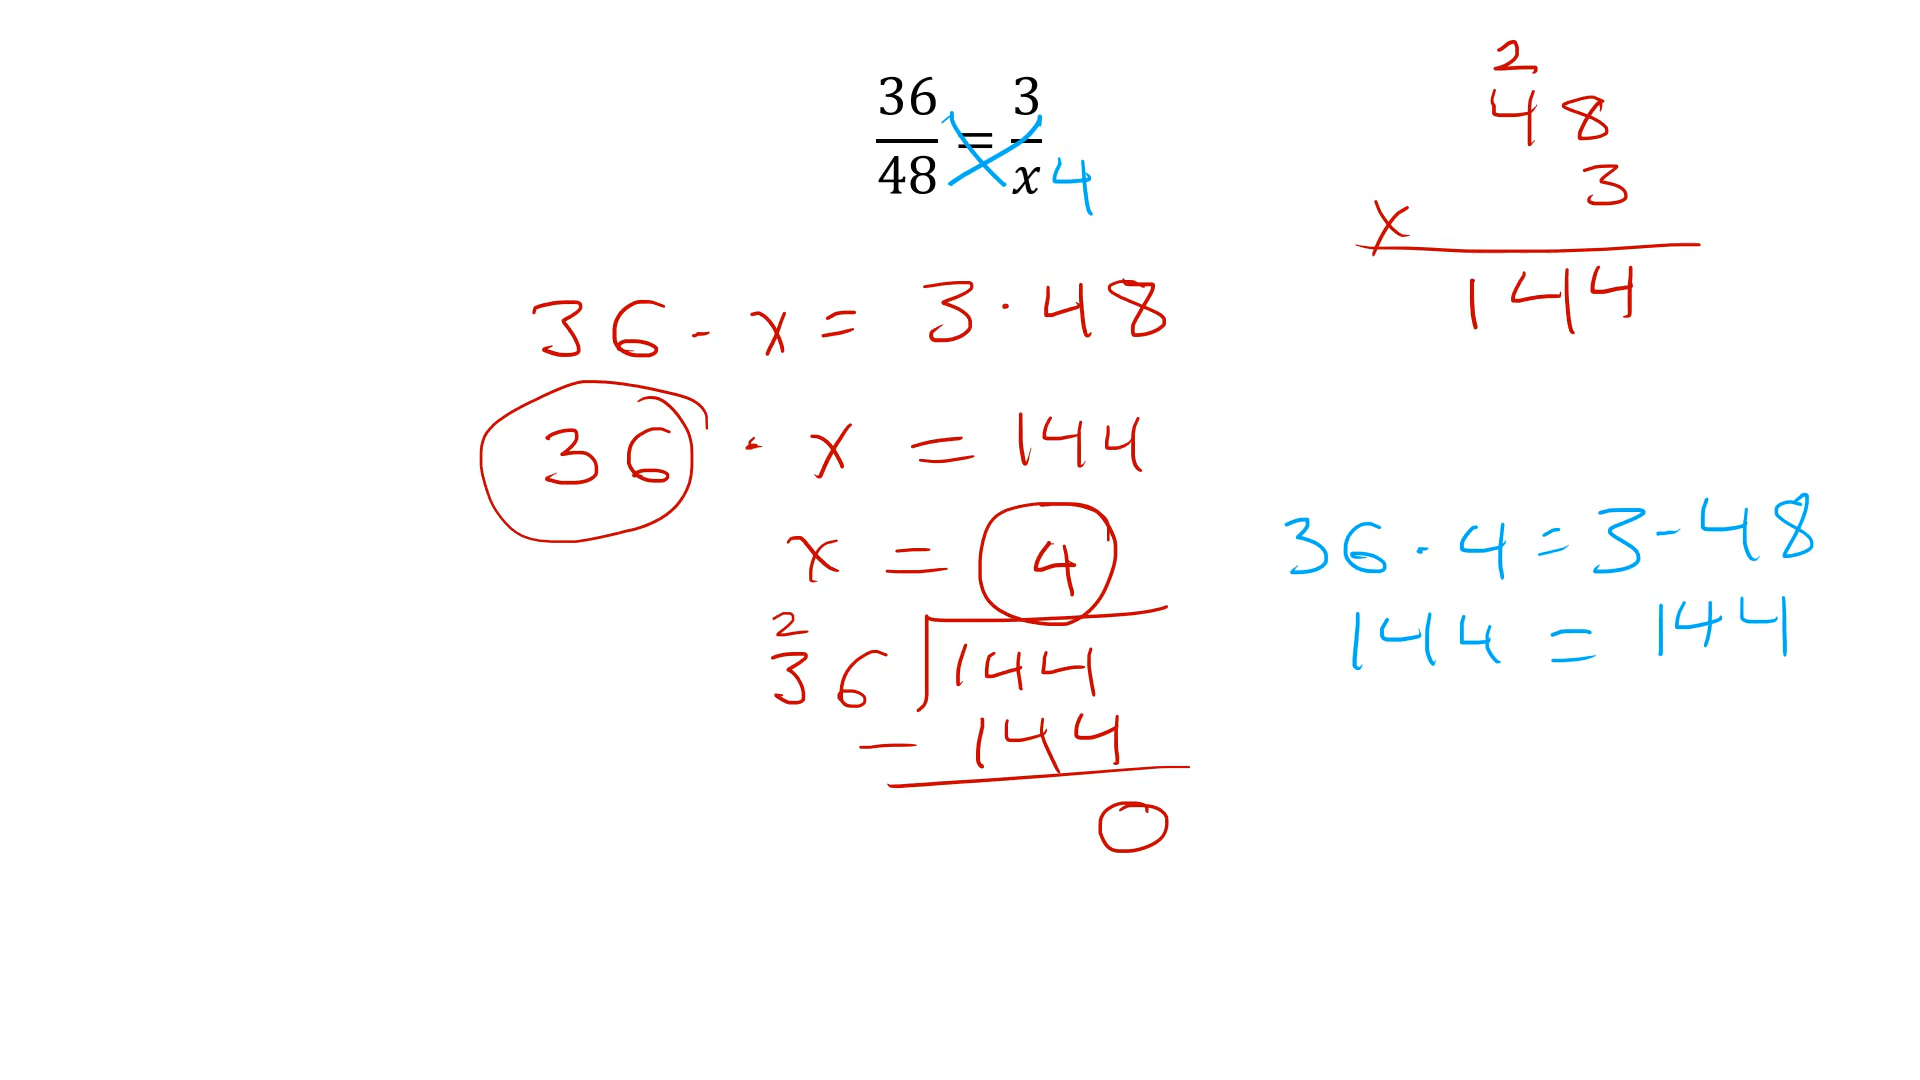 36/48 = 3/x 4
36 · x = 3 · 48
36 · x = 144
x = 4
2
36 144
- 144
0
2
48
x 3
144
36 · 4 = 3 · 48
144 = 144